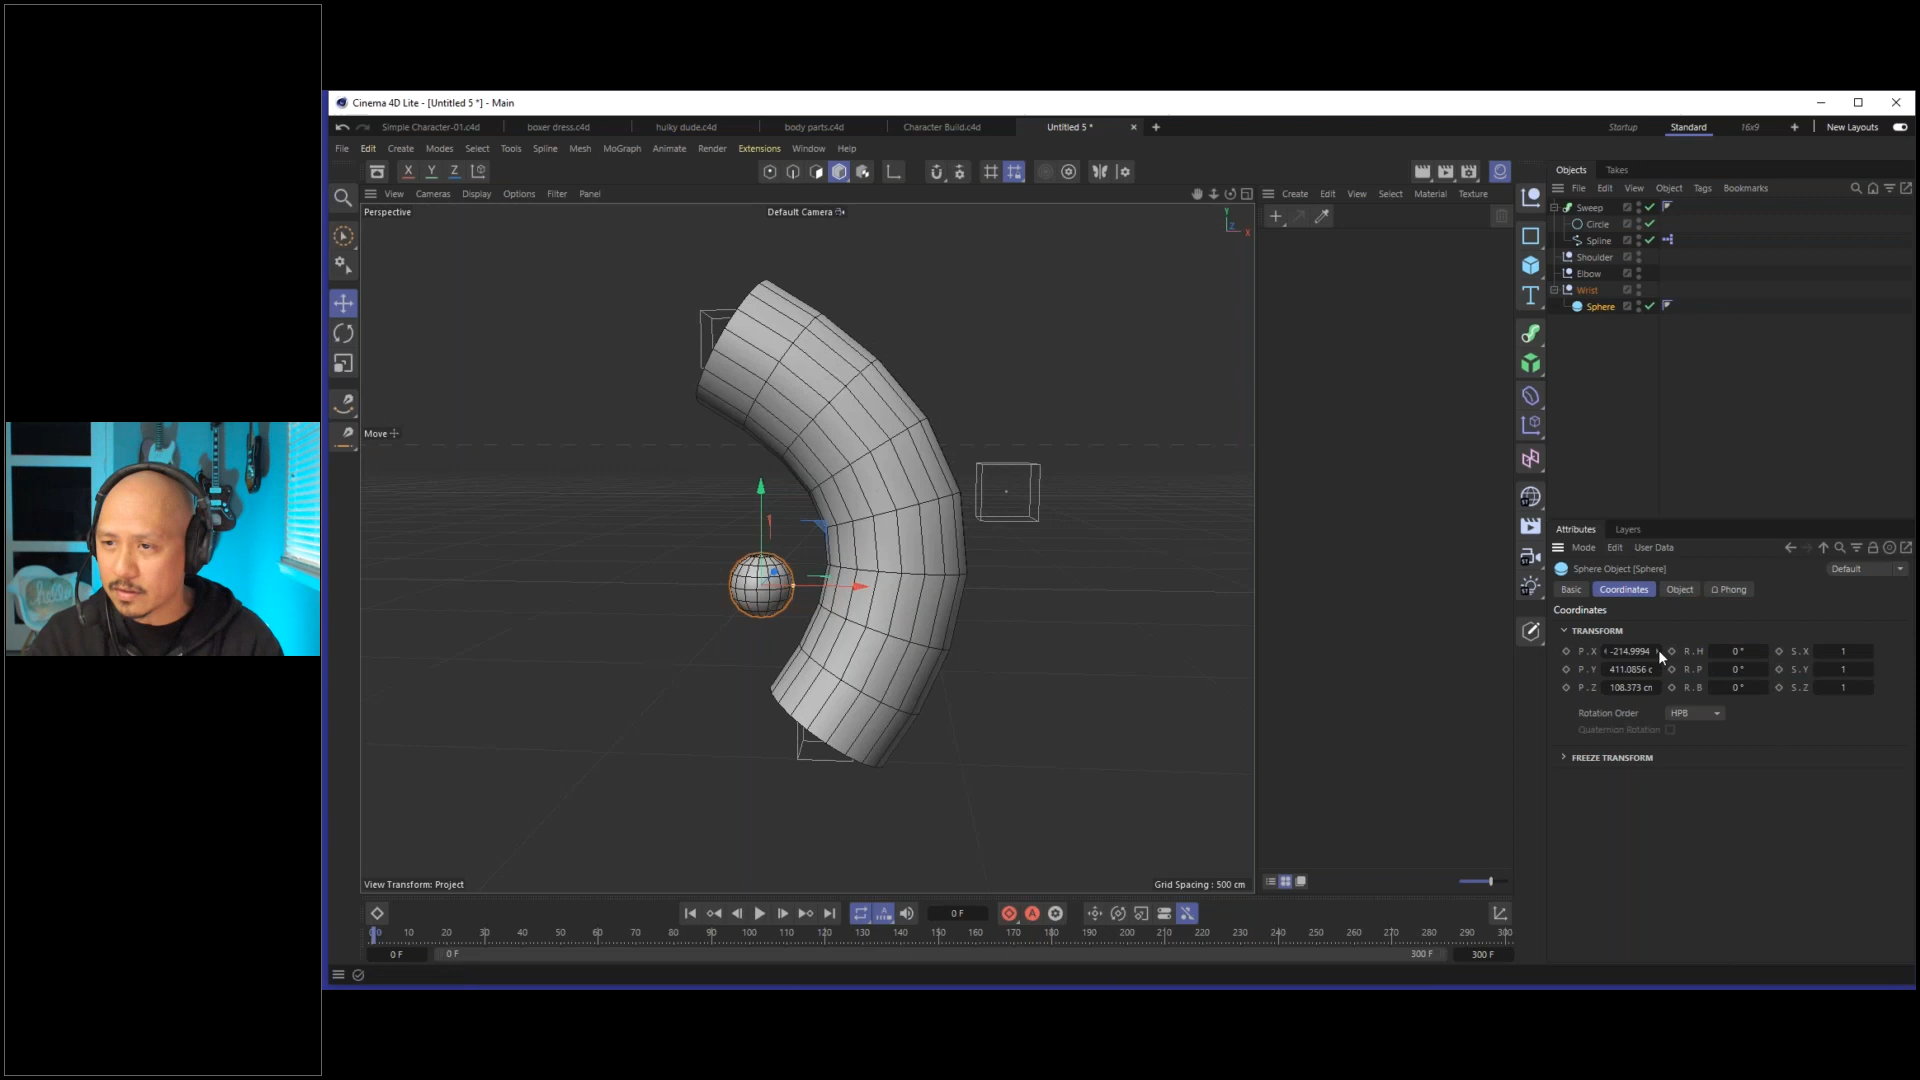 Cinema 4D Lite - [Untitled 5 *] - Main
Simple Character-01.c4d
boxer dress.c4d
hulky dude.c4d
body parts.c4d
Character Build.c4d
Untitled 5 *
Startup
Standard
16x9
New Layouts
File Edit Create Modes Select Tools Spline Mesh MoGraph Animate Render Extensions Window Help
X Y Z
View Cameras Display Options Filter Panel
Create Edit View Select Material Texture
Perspective
Default Camera
Y
Z
X
Move
View Transform: Project
Grid Spacing : 500 cm
Objects Takes
File Edit View Object Tags Bookmarks
Sweep
Circle
Spline
Shoulder
Elbow
Wrist
Sphere
Attributes Layers
Mode Edit User Data
Sphere Object [Sphere]
Default
Basic Coordinates Object Phong
Coordinates
TRANSFORM
P . X -214.9994 R . H 0 ° S . X 1
P . Y 411.0856 c R . P 0 ° S . Y 1
P . Z 108.373 cm R . B 0 ° S . Z 1
Rotation Order HPB
Quaternion Rotation
FREEZE TRANSFORM
0 F
0 10 20 30 40 50 60 70 80 90 100 110 120 130 140 150 160 170 180 190 200 210 220 230 240 250 260 270 280 290 300
0 F 0 F 300 F 300 F
hello